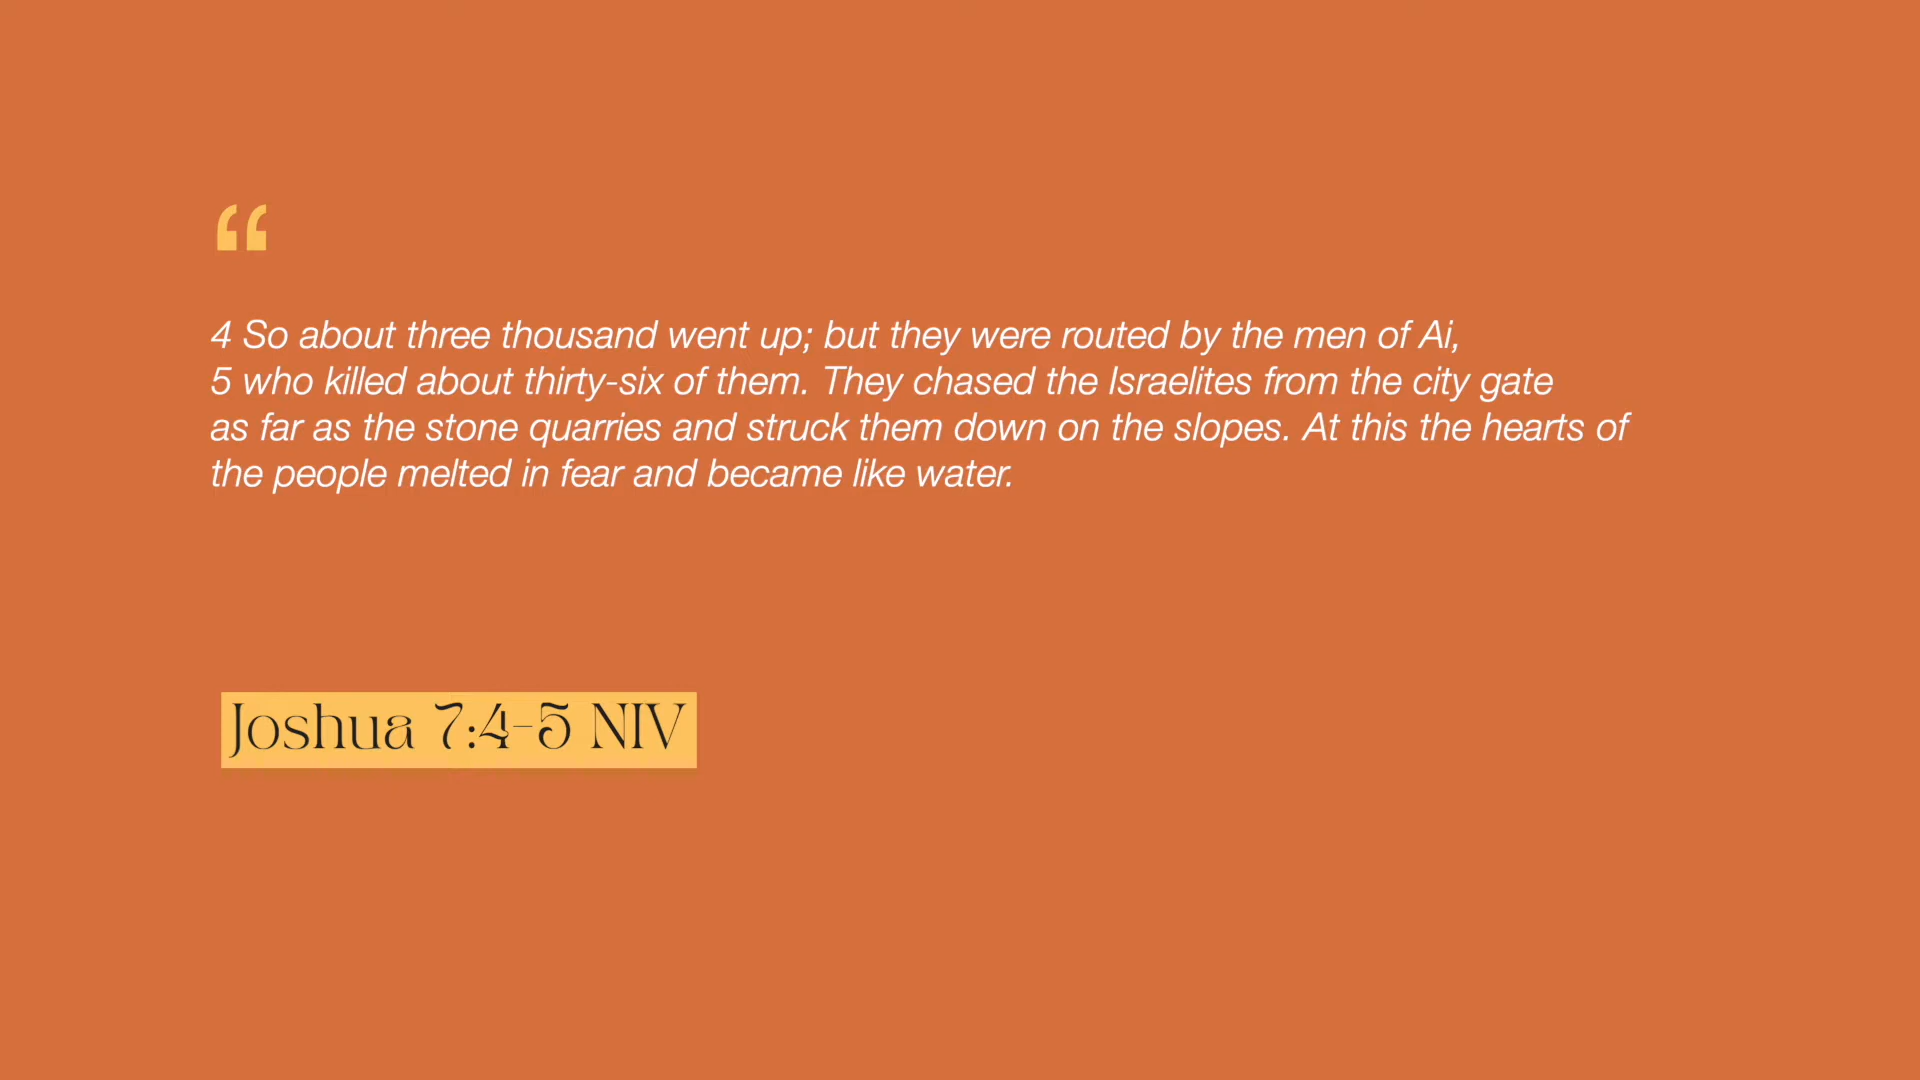 “
4 So about three thousand went up; but they were routed by the men of Ai,
5 who killed about thirty-six of them. They chased the Israelites from the city gate
as far as the stone quarries and struck them down on the slopes. At this the hearts of
the people melted in fear and became like water.
Joshua 7:4-5 NIV